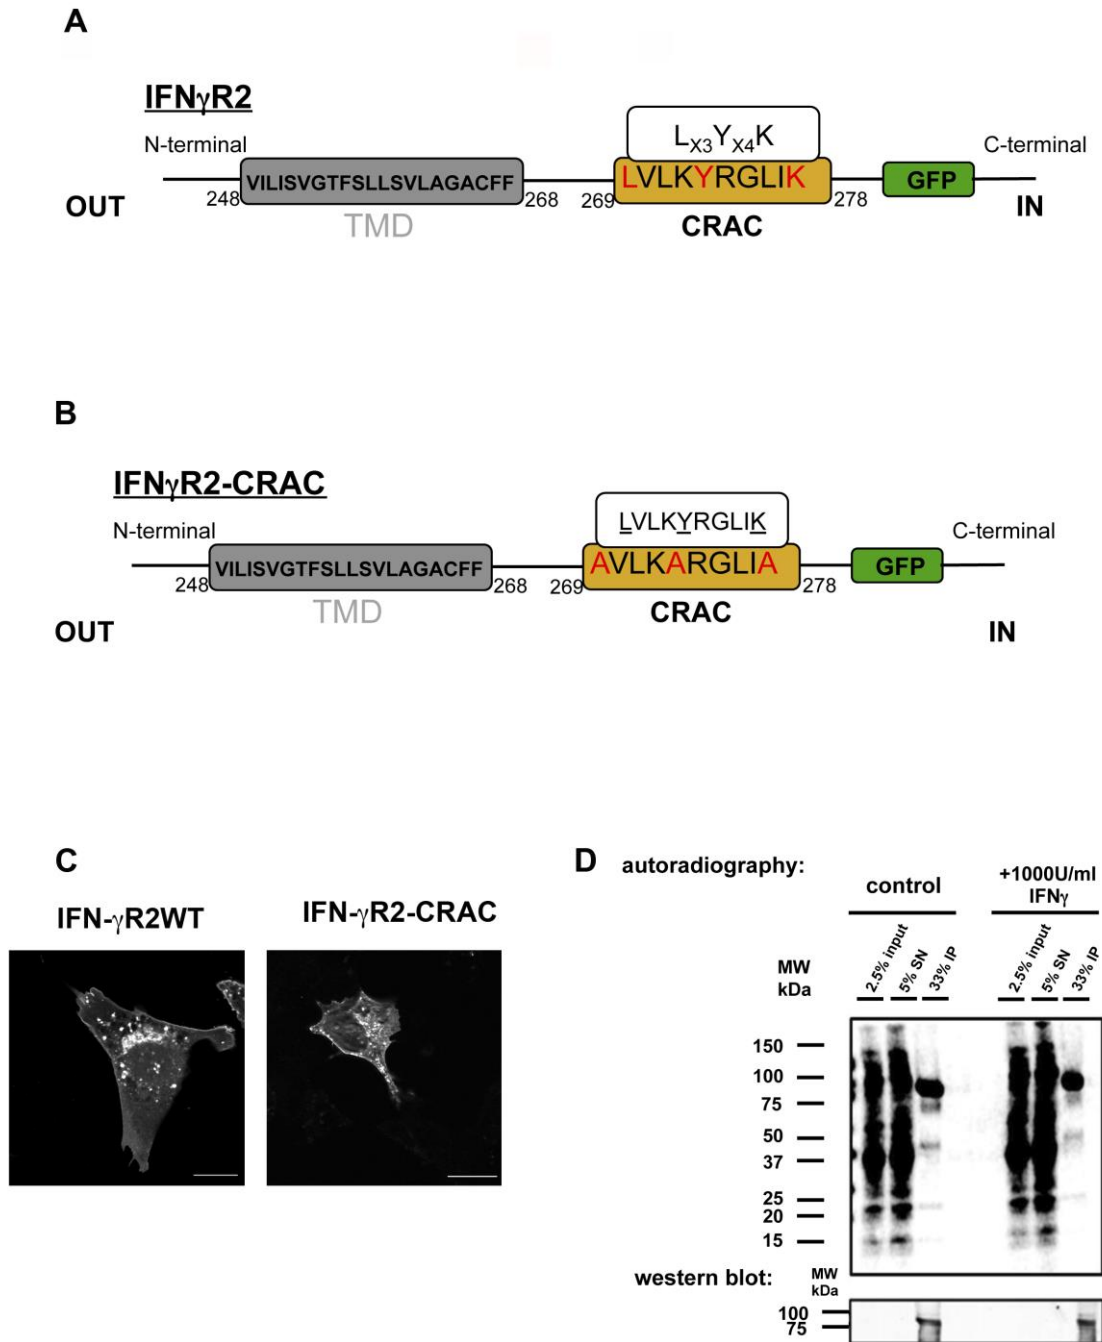 A
IFNγR2
N-terminal
C-terminal
LX3YX4K
VILISVGTFSLLSVLAGACFF
LVLKYRGLIK
GFP
OUT
248
268
269
278
IN
TMD
CRAC
B
IFNγR2-CRAC
N-terminal
C-terminal
LVLKYRGLIK
VILISVGTFSLLSVLAGACFF
AVLKARGLIA
GFP
248
268
269
278
TMD
CRAC
OUT
IN
C
IFN-γR2WT
IFN-γR2-CRAC
D
autoradiography:
control
+1000U/ml
IFNγ
MW
kDa
2.5% input
5% SN
33% IP
2.5% input
5% SN
33% IP
150
100
75
50
37
25
20
15
western blot:
MW
kDa
100
75